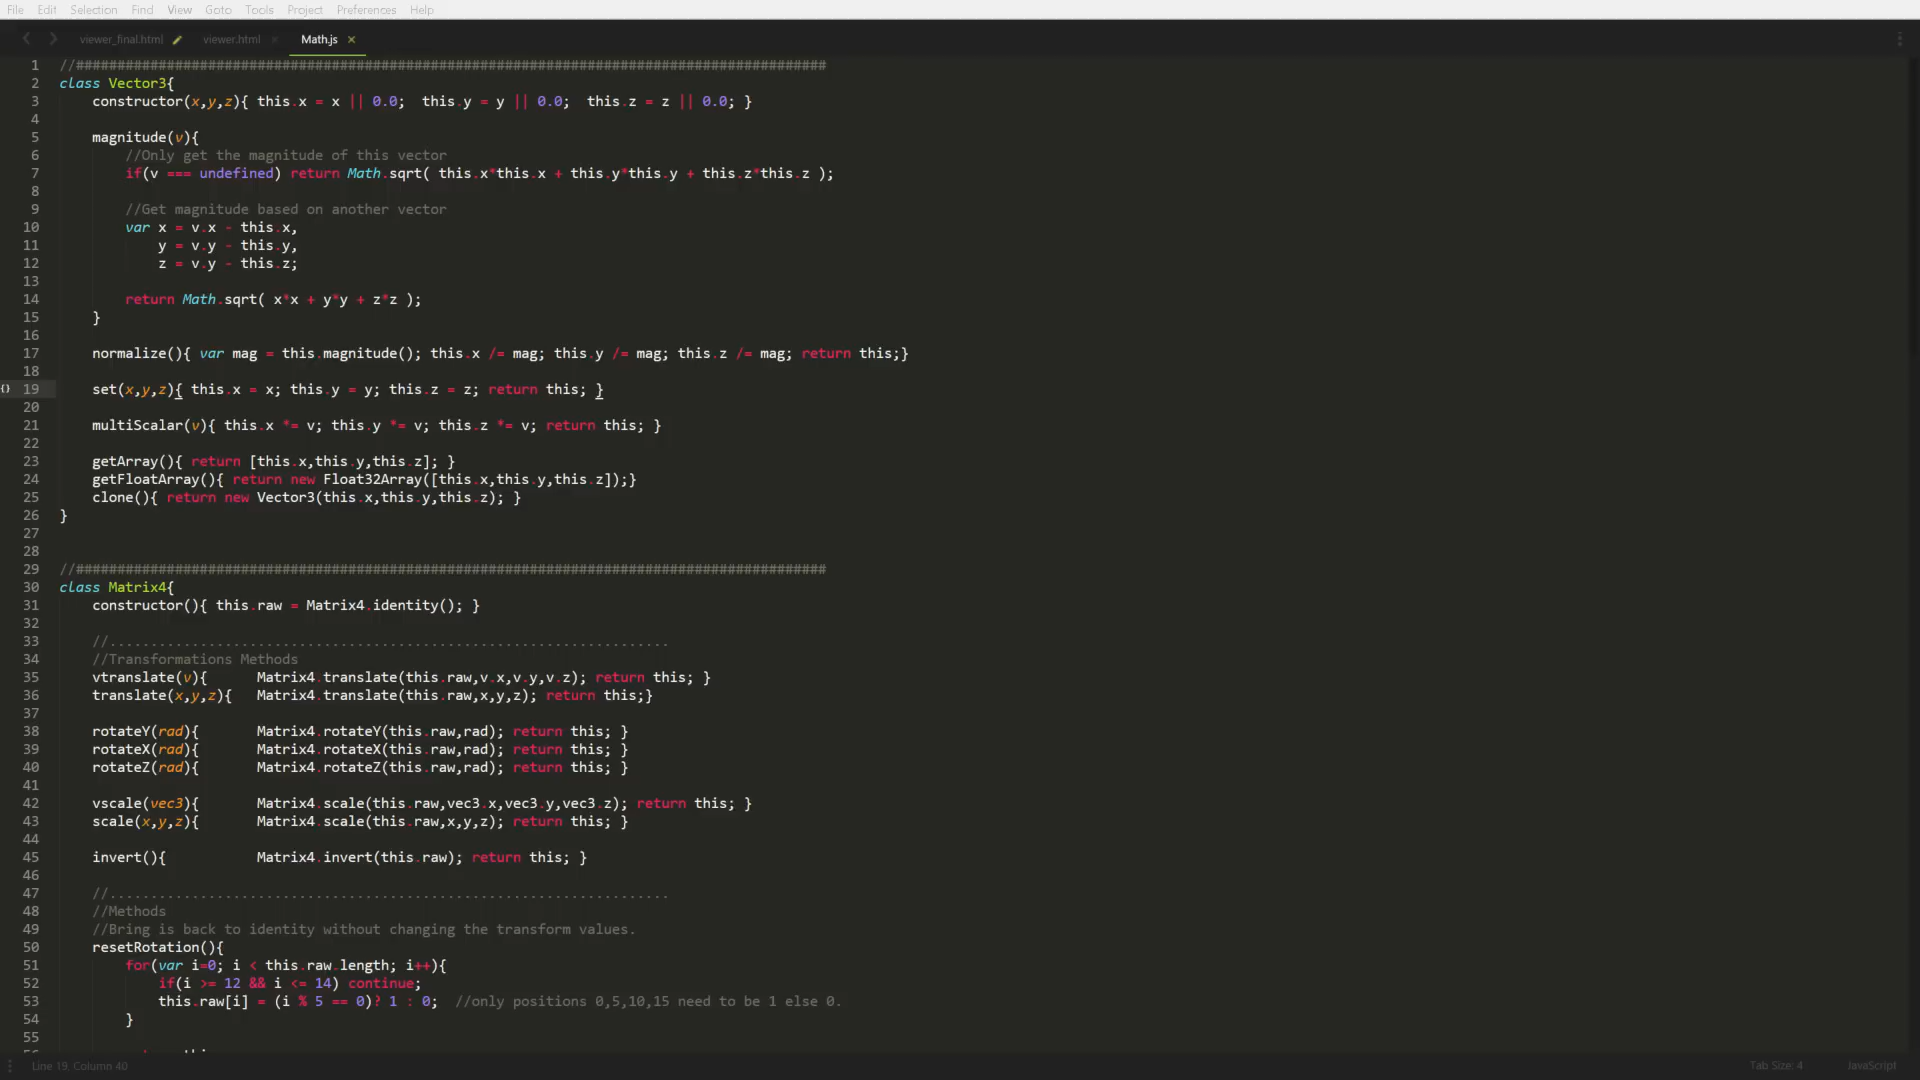 File Edit Selection Find View Goto Tools Project Preferences Help
viewer_final.html viewer.html × Math.js ×
1 //###########################################################################################
2 class Vector3{
3 constructor(x,y,z){ this.x = x || 0.0; this.y = y || 0.0; this.z = z || 0.0; }
4
5 magnitude(v){
6 //Only get the magnitude of this vector
7 if(v === undefined) return Math.sqrt( this.x*this.x + this.y*this.y + this.z*this.z );
8
9 //Get magnitude based on another vector
10 var x = v.x - this.x,
11 y = v.y - this.y,
12 z = v.y - this.z;
13
14 return Math.sqrt( x*x + y*y + z*z );
15 }
16
17 normalize(){ var mag = this.magnitude(); this.x /= mag; this.y /= mag; this.z /= mag; return this;}
18
{} 19 set(x,y,z){ this.x = x; this.y = y; this.z = z; return this; }
20
21 multiScalar(v){ this.x *= v; this.y *= v; this.z *= v; return this; }
22
23 getArray(){ return [this.x,this.y,this.z]; }
24 getFloatArray(){ return new Float32Array([this.x,this.y,this.z]);}
25 clone(){ return new Vector3(this.x,this.y,this.z); }
26 }
27
28
29 //###########################################################################################
30 class Matrix4{
31 constructor(){ this.raw = Matrix4.identity(); }
32
33 //....................................................................
34 //Transformations Methods
35 vtranslate(v){ Matrix4.translate(this.raw,v.x,v.y,v.z); return this; }
36 translate(x,y,z){ Matrix4.translate(this.raw,x,y,z); return this;}
37
38 rotateY(rad){ Matrix4.rotateY(this.raw,rad); return this; }
39 rotateX(rad){ Matrix4.rotateX(this.raw,rad); return this; }
40 rotateZ(rad){ Matrix4.rotateZ(this.raw,rad); return this; }
41
42 vscale(vec3){ Matrix4.scale(this.raw,vec3.x,vec3.y,vec3.z); return this; }
43 scale(x,y,z){ Matrix4.scale(this.raw,x,y,z); return this; }
44
45 invert(){ Matrix4.invert(this.raw); return this; }
46
47 //....................................................................
48 //Methods
49 //Bring is back to identity without changing the transform values.
50 resetRotation(){
51 for(var i=0; i < this.raw.length; i++){
52 if(i >= 12 && i <= 14) continue;
53 this.raw[i] = (i % 5 == 0)? 1 : 0; //only positions 0,5,10,15 need to be 1 else 0.
54 }
55
Line 19, Column 40 Tab Size: 4 JavaScript